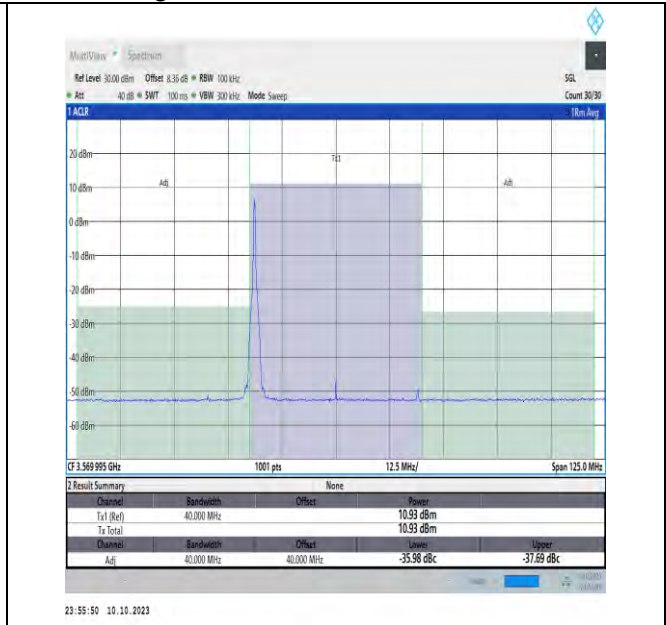 MultiView Spectrum
Ref Level 30.00 dBm Offset 8.36 dB RBW 100 kHz SGL
Att 40 dB SWT 100 ms VBW 300 kHz Mode Sweep Count 30/30
1 ACLR 1Rm Avg
20 dBm
Tx1
Adj Adj
10 dBm
0 dBm
-10 dBm
-20 dBm
-30 dBm
-40 dBm
-50 dBm
-60 dBm
CF 3.569 995 GHz 1001 pts 12.5 MHz/ Span 125.0 MHz
2 Result Summary None
Channel Bandwidth Offset Power
Tx1 (Ref) 40.000 MHz 10.93 dBm
Tx Total 10.93 dBm
Channel Bandwidth Offset Lower Upper
Adj 40.000 MHz 40.000 MHz -35.98 dBc -37.69 dBc
23:55:50 10.10.2023